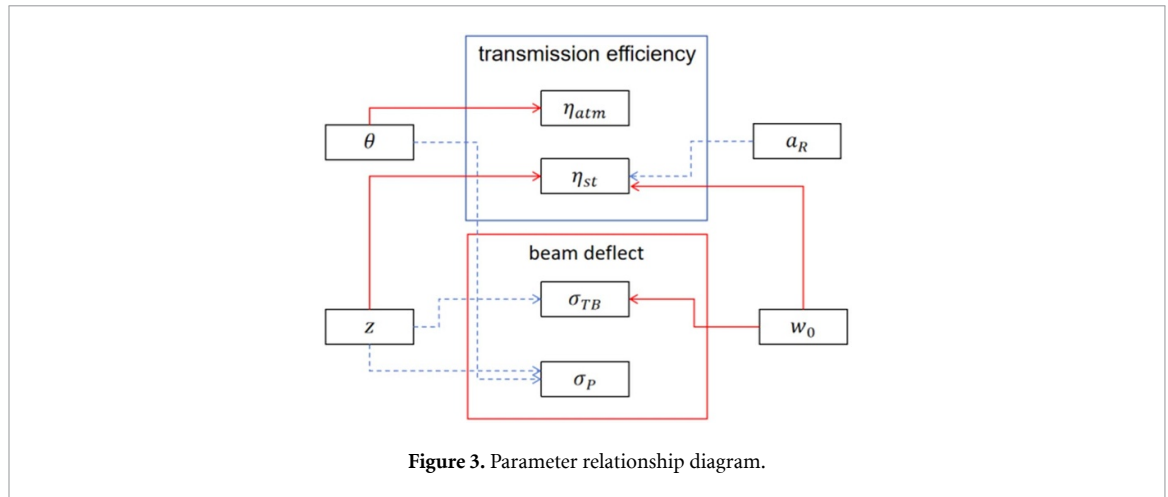 transmission efficiency
η_atm
θ
a_R
η_st
beam deflect
σ_TB
z
w_0
σ_P
Figure 3. Parameter relationship diagram.